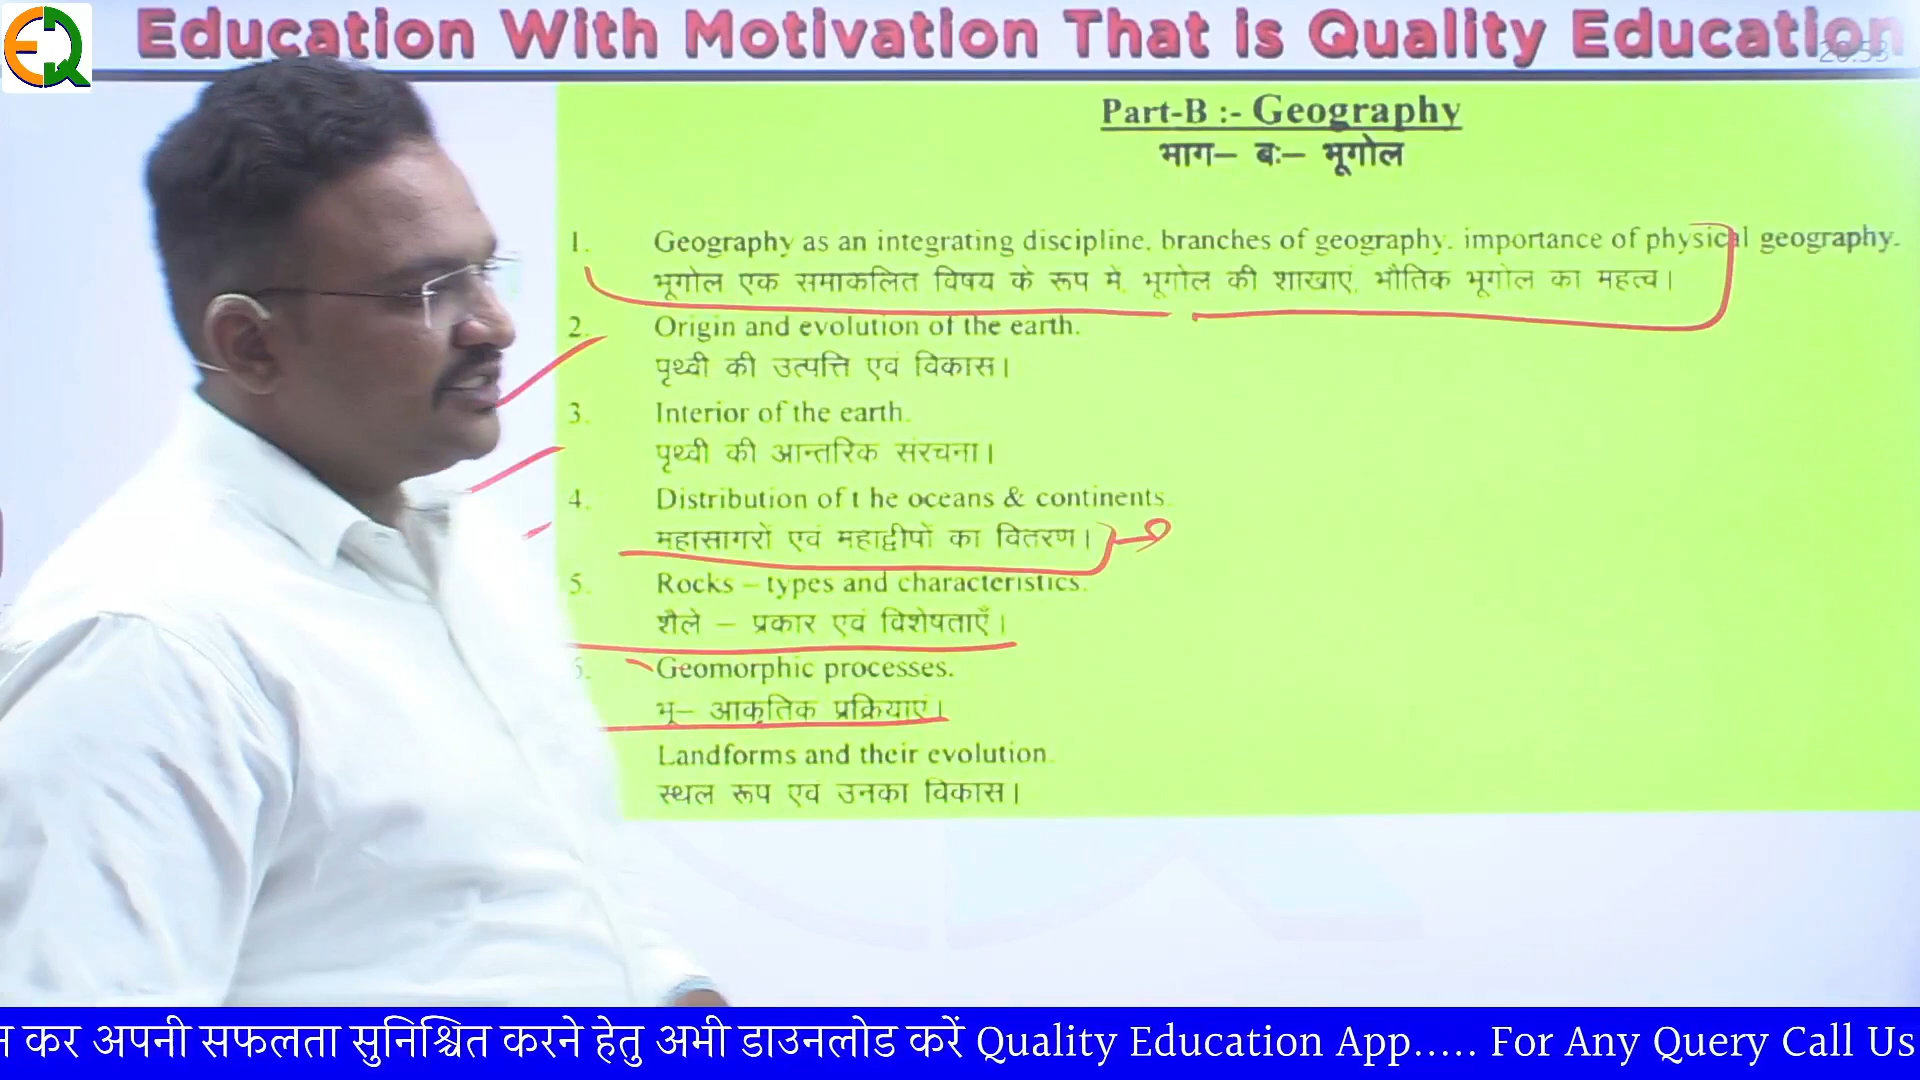 Education With Motivation That is Quality Education
EQ
20:53
Part-B :- Geography
भाग– बः– भूगोल
1. Geography as an integrating discipline. branches of geography. importance of physical geography.
भूगोल एक समाकलित विषय के रूप में, भूगोल की शाखाएं, भौतिक भूगोल का महत्व।
2. Origin and evolution of the earth.
पृथ्वी की उत्पत्ति एवं विकास।
3. Interior of the earth.
पृथ्वी की आन्तरिक संरचना।
4. Distribution of t he oceans & continents.
महासागरों एवं महाद्वीपों का वितरण।
5. Rocks – types and characteristics.
शैले – प्रकार एवं विशेषताएँ।
6. Geomorphic processes.
भू– आकृतिक प्रक्रियाएं।
Landforms and their evolution.
स्थल रूप एवं उनका विकास।
कर अपनी सफलता सुनिश्चित करने हेतु अभी डाउनलोड करें Quality Education App..... For Any Query Call Us